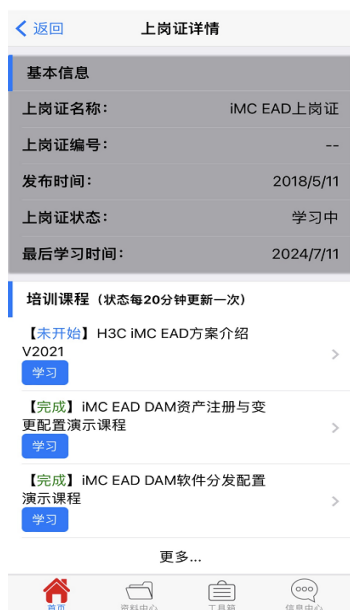 返回
上岗证详情
基本信息
上岗证名称： iMC EAD上岗证
上岗证编号： --
发布时间： 2018/5/11
上岗证状态： 学习中
最后学习时间： 2024/7/11
培训课程（状态每20分钟更新一次）
【未开始】H3C iMC EAD方案介绍
V2021
学习
【完成】iMC EAD DAM资产注册与变
更配置演示课程
学习
【完成】iMC EAD DAM软件分发配置
演示课程
学习
更多...
首页 资料中心 工具箱 信息中心